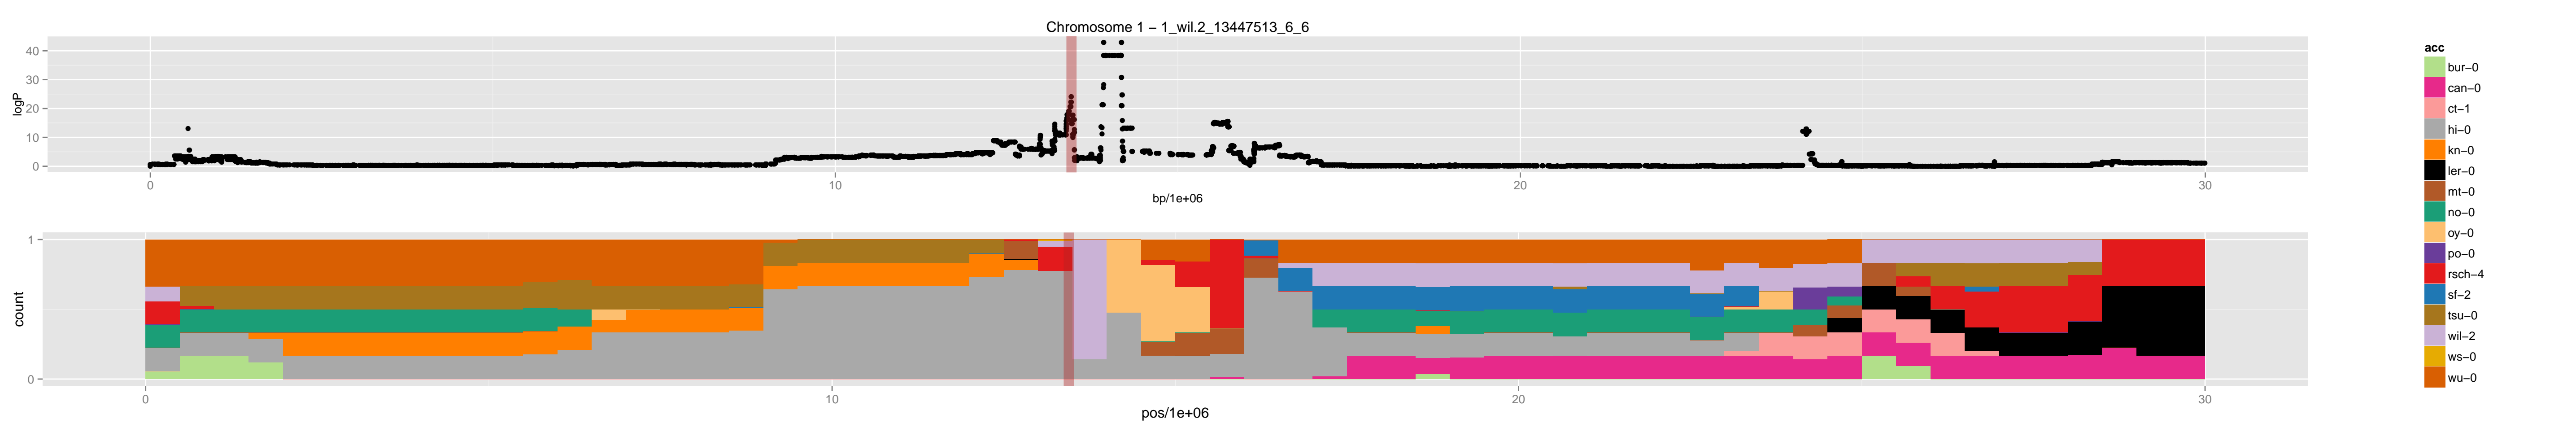 Chromosome 1 − 1_wil.2_13447513_6_6
logP
40
30
20
10
0
0
10
20
30
bp/1e+06
count
1
0
0
10
20
30
pos/1e+06
acc
bur−0
can−0
ct−1
hi−0
kn−0
ler−0
mt−0
no−0
oy−0
po−0
rsch−4
sf−2
tsu−0
wil−2
ws−0
wu−0